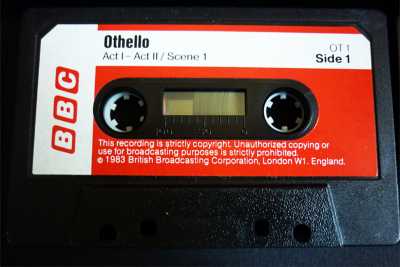 Othello
Act I – Act II / Scene 1
OT 1
Side 1
BBC
This recording is strictly copyright. Unauthorized copying or
use for broadcasting purposes is strictly prohibited.
© 1983 British Broadcasting Corporation, London W1. England.